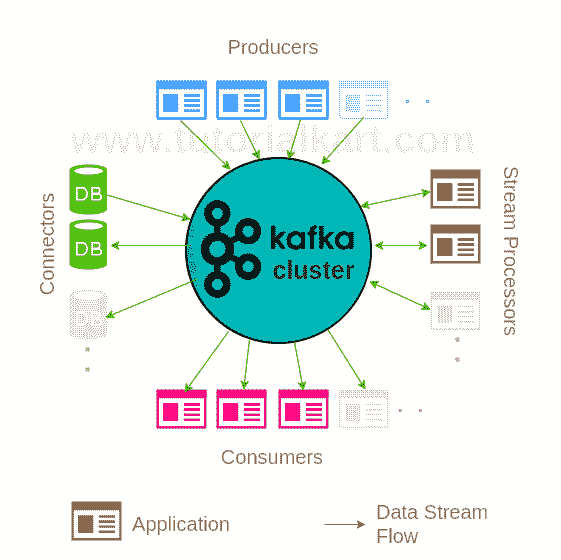 Producers
www.tutorialkart.com
Connectors
DB
DB
DB
kafka
cluster
Stream Processors
Consumers
Application
Data Stream
Flow